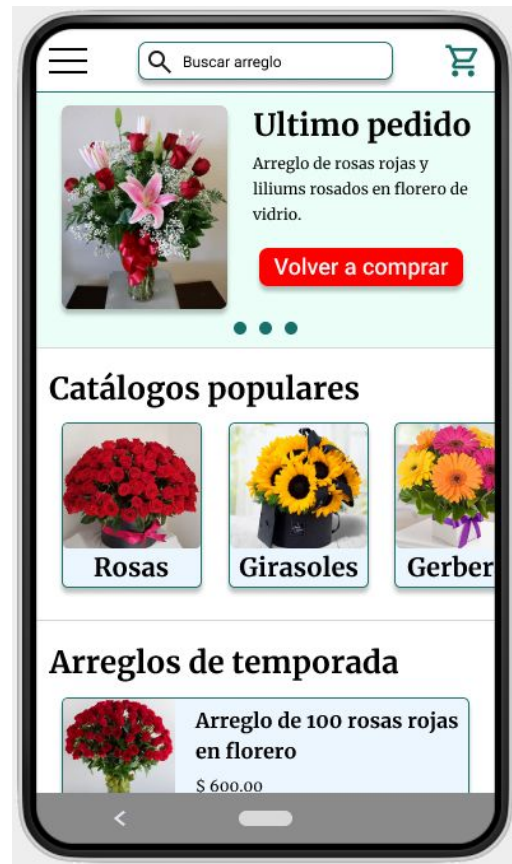 Buscar arreglo
Ultimo pedido
Arreglo de rosas rojas y
liliums rosados en florero de
vidrio.
Volver a comprar
Catálogos populares
Rosas
Girasoles
Gerber
Arreglos de temporada
Arreglo de 100 rosas rojas
en florero
$ 600.00